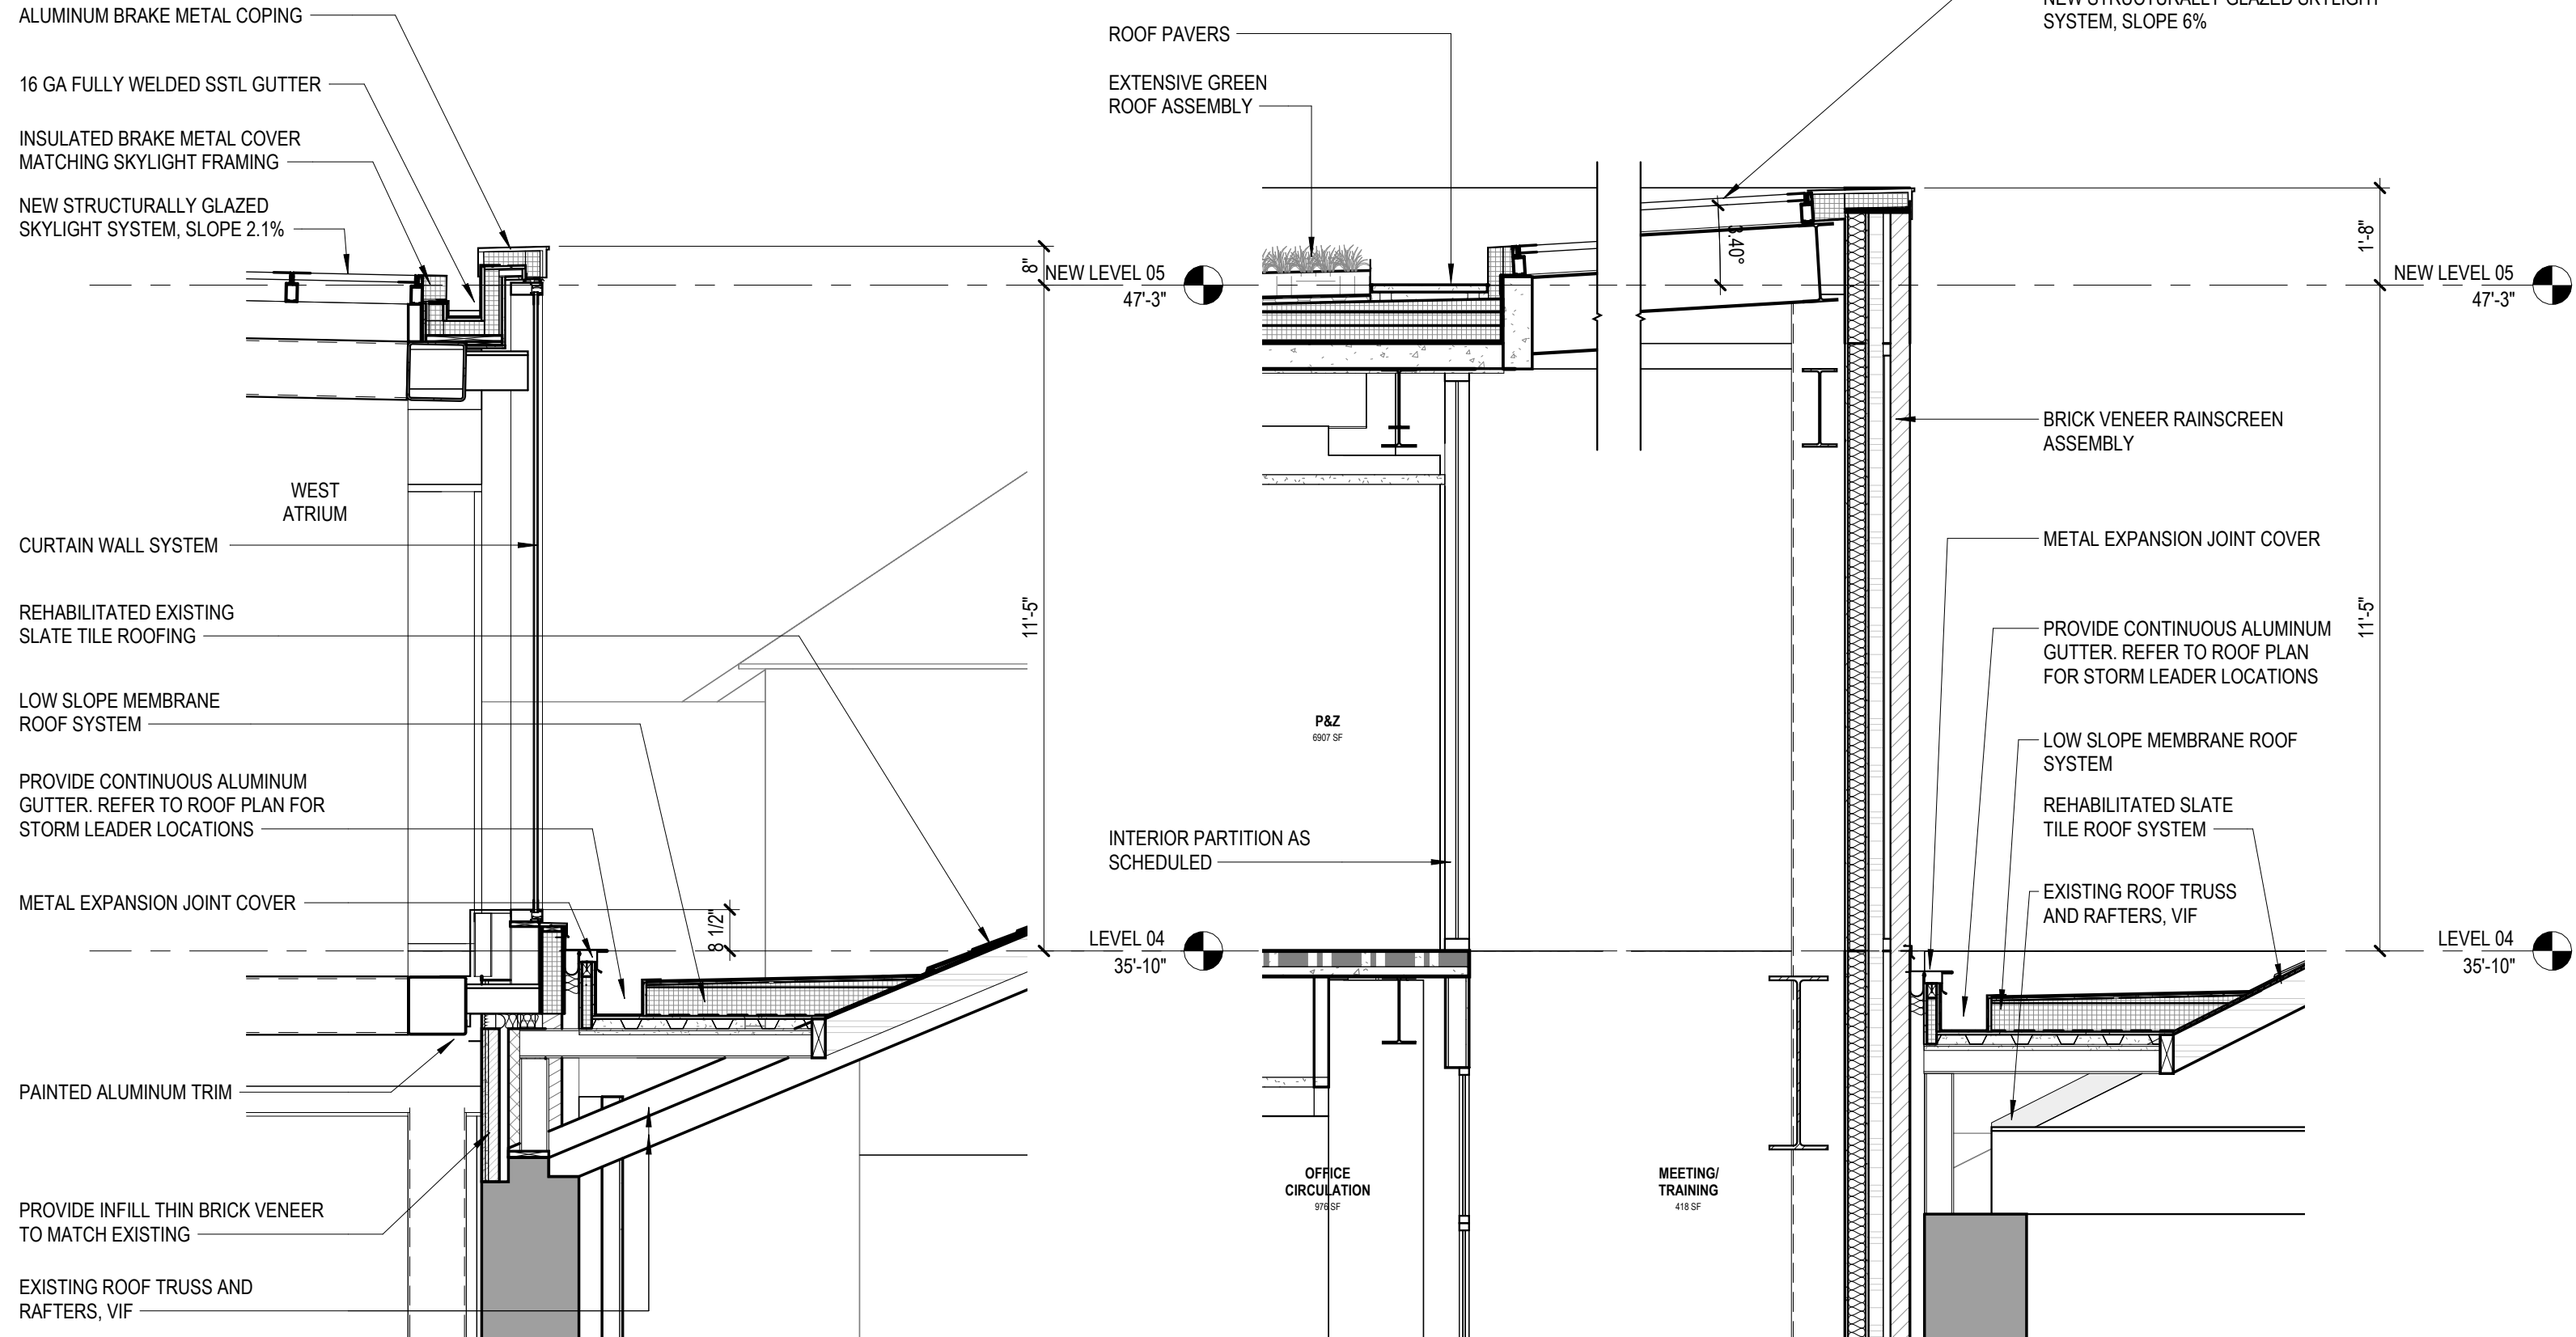 ALUMINUM BRAKE METAL COPING
16 GA FULLY WELDED SSTL GUTTER
INSULATED BRAKE METAL COVER
MATCHING SKYLIGHT FRAMING
NEW STRUCTURALLY GLAZED
SKYLIGHT SYSTEM, SLOPE 2.1%
WEST
ATRIUM
CURTAIN WALL SYSTEM
REHABILITATED EXISTING
SLATE TILE ROOFING
LOW SLOPE MEMBRANE
ROOF SYSTEM
PROVIDE CONTINUOUS ALUMINUM
GUTTER. REFER TO ROOF PLAN FOR
STORM LEADER LOCATIONS
METAL EXPANSION JOINT COVER
PAINTED ALUMINUM TRIM
PROVIDE INFILL THIN BRICK VENEER
TO MATCH EXISTING
EXISTING ROOF TRUSS AND
RAFTERS, VIF
8"
11'-5"
8 1/2"
NEW LEVEL 05
47'-3"
LEVEL 04
35'-10"
ROOF PAVERS
EXTENSIVE GREEN
ROOF ASSEMBLY
P&Z
6907 SF
INTERIOR PARTITION AS
SCHEDULED
OFFICE
CIRCULATION
976 SF
MEETING/
TRAINING
418 SF
3.40°
NEW STRUCTURALLY GLAZED SKYLIGHT
SYSTEM, SLOPE 6%
1'-8"
NEW LEVEL 05
47'-3"
BRICK VENEER RAINSCREEN
ASSEMBLY
METAL EXPANSION JOINT COVER
11'-5"
PROVIDE CONTINUOUS ALUMINUM
GUTTER. REFER TO ROOF PLAN
FOR STORM LEADER LOCATIONS
LOW SLOPE MEMBRANE ROOF
SYSTEM
REHABILITATED SLATE
TILE ROOF SYSTEM
EXISTING ROOF TRUSS
AND RAFTERS, VIF
LEVEL 04
35'-10"